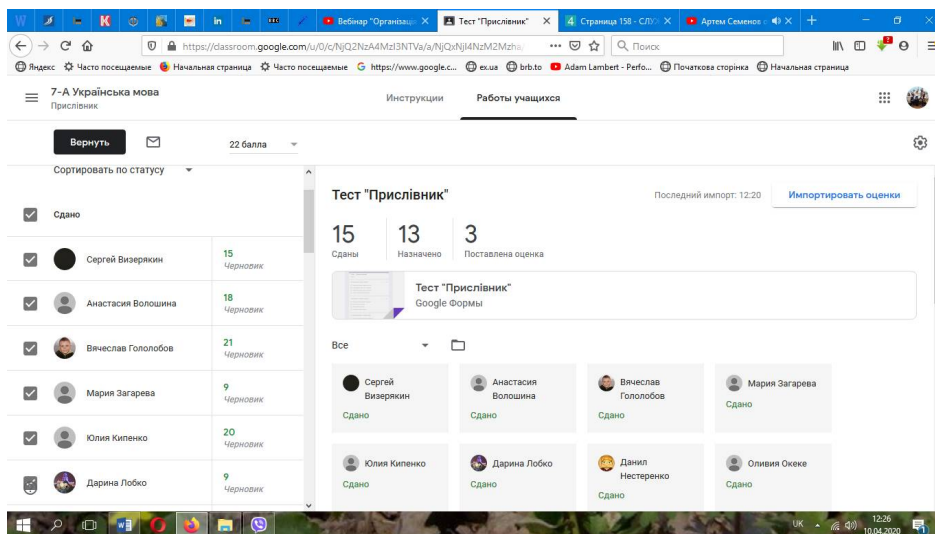 Вебінар "Організаці
Тест "Прислівник"
Страница 158 - СЛУЖ
Артем Семенов с
https://classroom.google.com/u/0/c/NjQ2NzA4MzI3NTVa/a/NjQxNjI4NzM2Mzha/
Поиск
Яндекс
Часто посещаемые
Начальная страница
Часто посещаемые
https://www.google.c...
ex.ua
brb.to
Adam Lambert - Perfo...
Початкова сторінка
Начальная страница
7-А Українська мова
Прислівник
Инструкции
Работы учащихся
Вернуть
22 балла
Сортировать по статусу
Сдано
Сергей Визерякин
15
Черновик
Анастасия Волошина
18
Черновик
Вячеслав Гололобов
21
Черновик
Мария Загарева
9
Черновик
Юлия Кипенко
20
Черновик
Дарина Лобко
9
Черновик
Тест "Прислівник"
Последний импорт: 12:20
Импортировать оценки
15
Сданы
13
Назначено
3
Поставлена оценка
Тест "Прислівник"
Google Формы
Все
Сергей
Визерякин
Сдано
Анастасия
Волошина
Сдано
Вячеслав
Гололобов
Сдано
Мария Загарева
Сдано
Юлия Кипенко
Сдано
Дарина Лобко
Сдано
Данил
Нестеренко
Сдано
Оливия Океке
Сдано
UK
12:26
10.04.2020